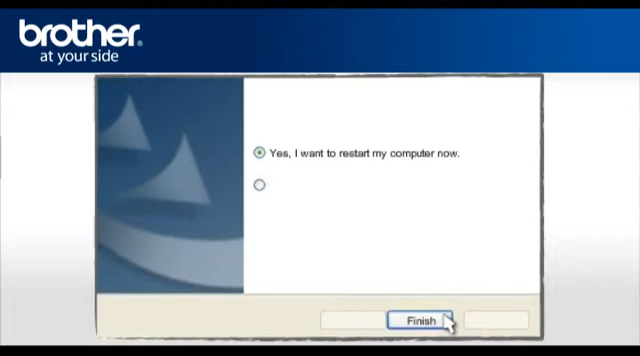 brother
at your side
Yes, I want to restart my computer now.
Finish